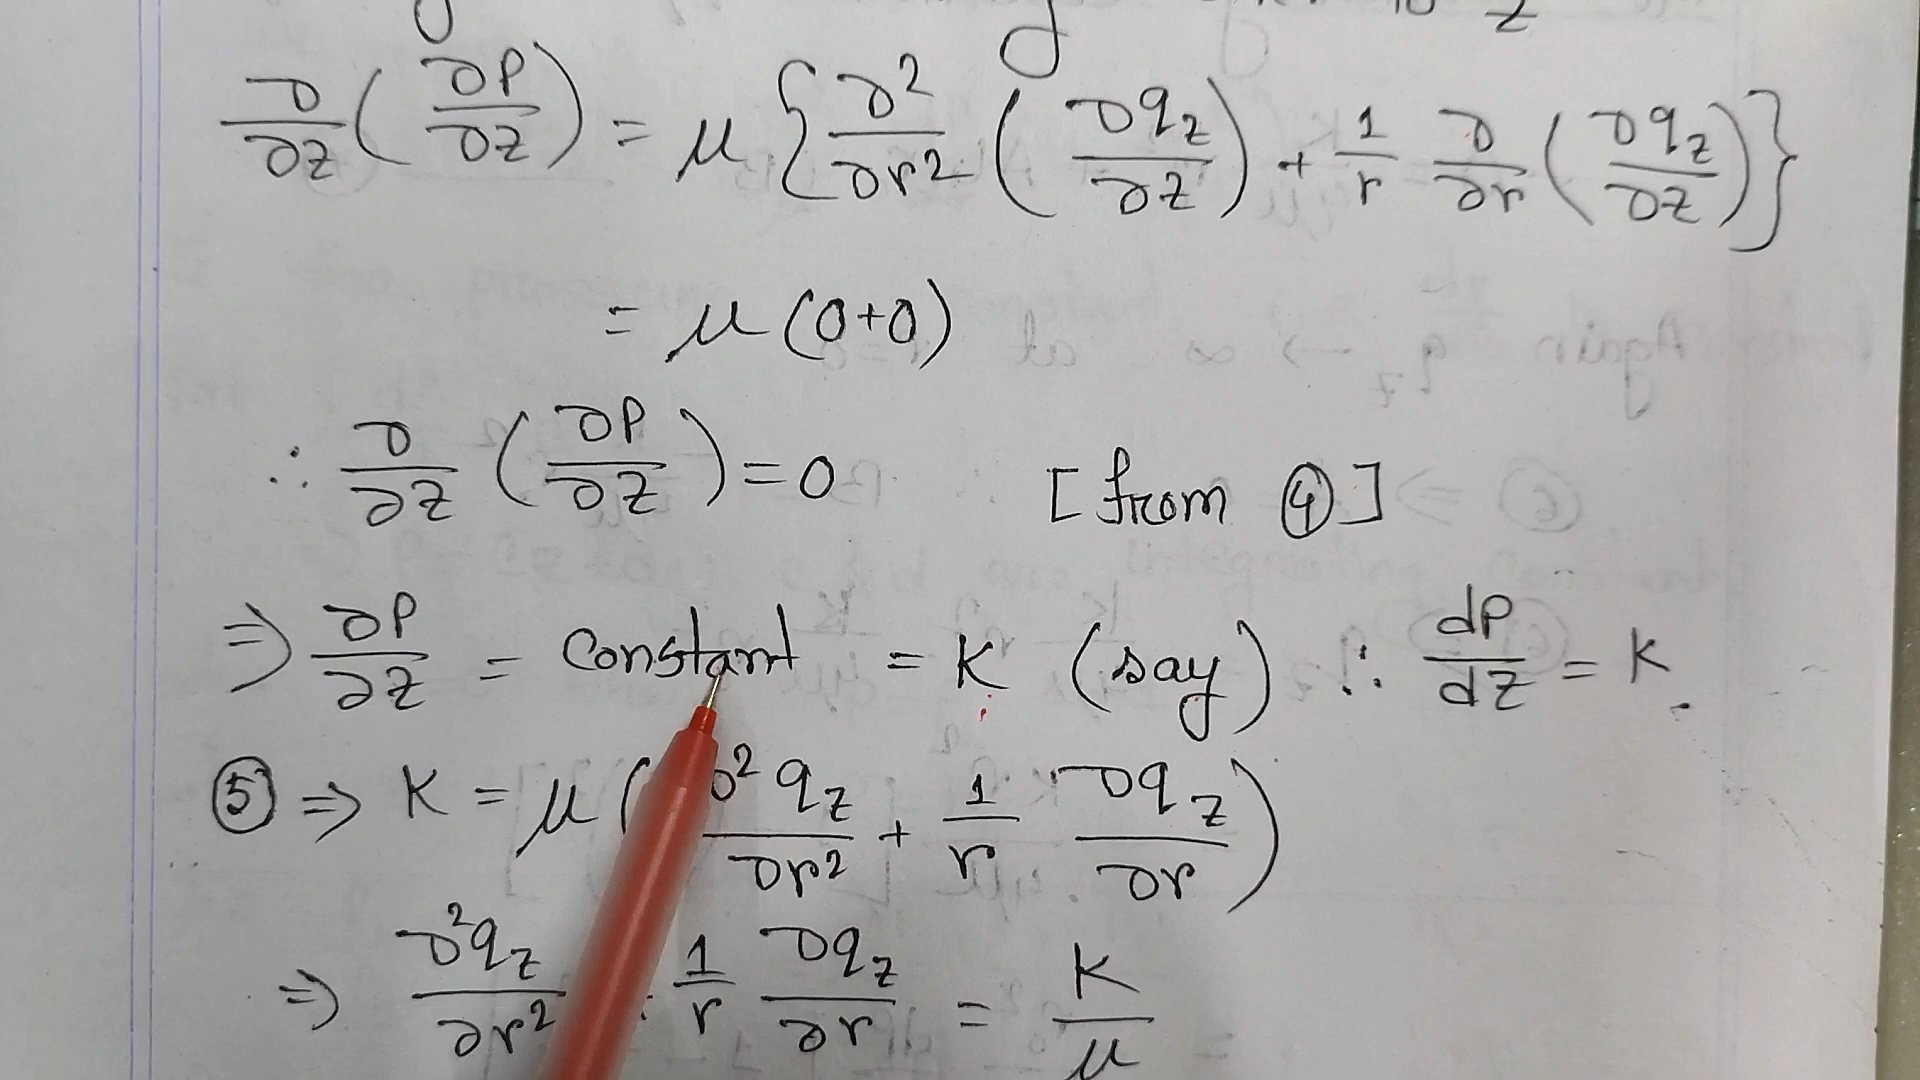 ∂/∂z (∂P/∂z) = μ {∂²/∂r² (∂q_z/∂z) + 1/r ∂/∂r (∂q_z/∂z)}
= μ (0+0)
∴ ∂/∂z (∂P/∂z) = 0 [from ④]
⇒ ∂P/∂z = constant = K (say) ∴ dP/dz = K.
⑤ ⇒ K = μ (∂²q_z/∂r² + 1/r ∂q_z/∂r)
⇒ ∂²q_z/∂r² + 1/r ∂q_z/∂r = K/μ